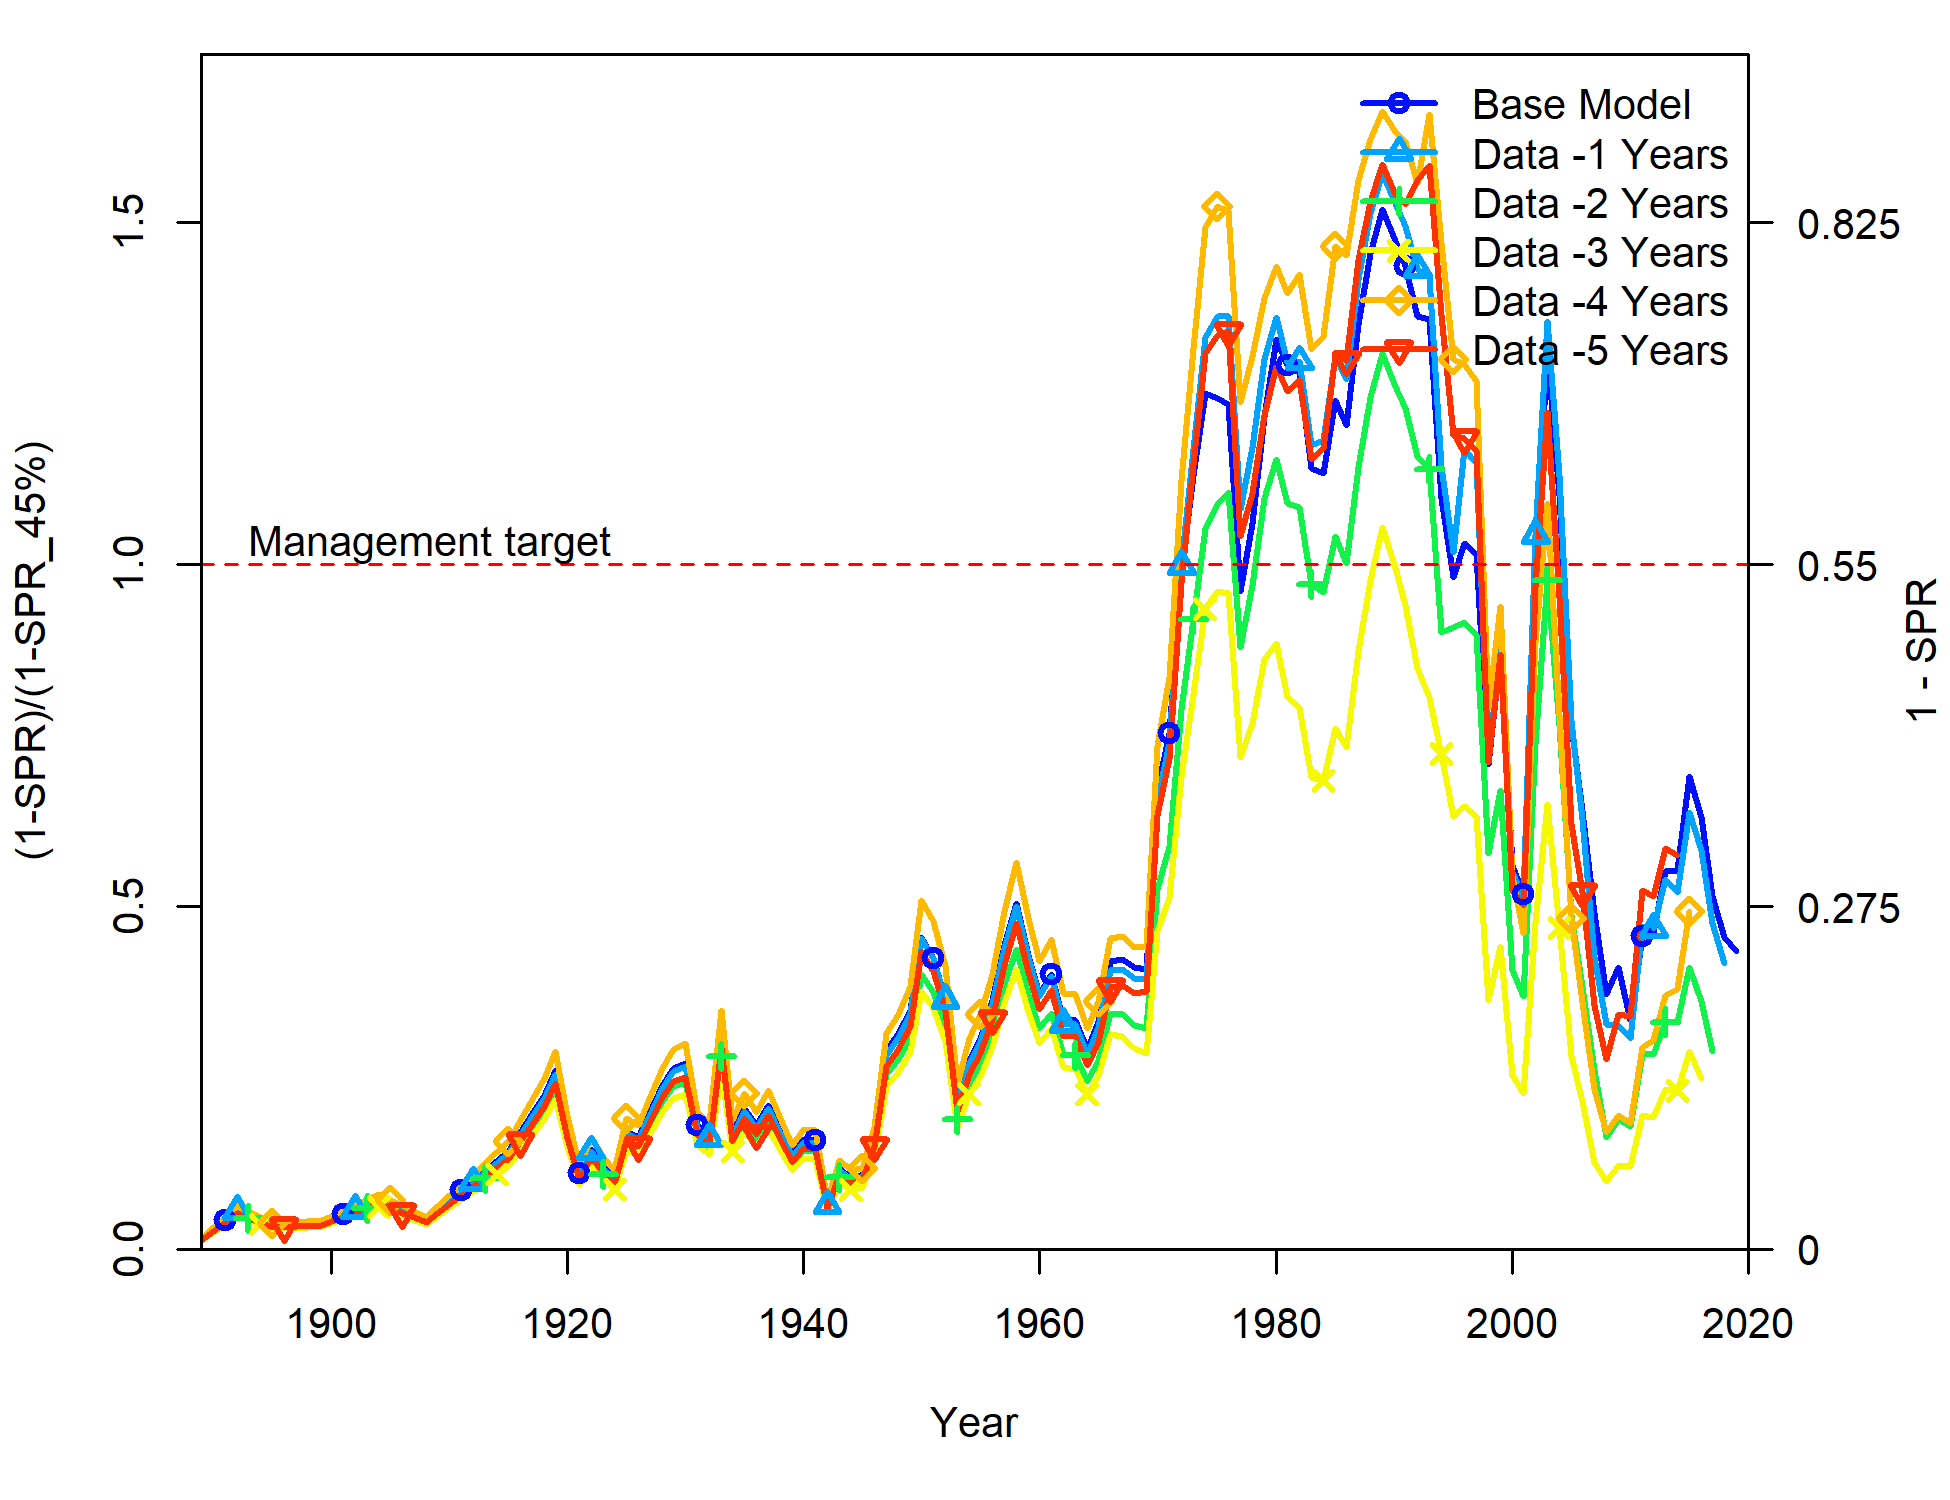 Base Model
Data -1 Years
Data -2 Years
Data -3 Years
Data -4 Years
Data -5 Years
Management target
(1-SPR)/(1-SPR_45%)
1.5
1.0
0.5
0.0
0.825
0.55
0.275
0
1 - SPR
1900
1920
1940
1960
1980
2000
2020
Year